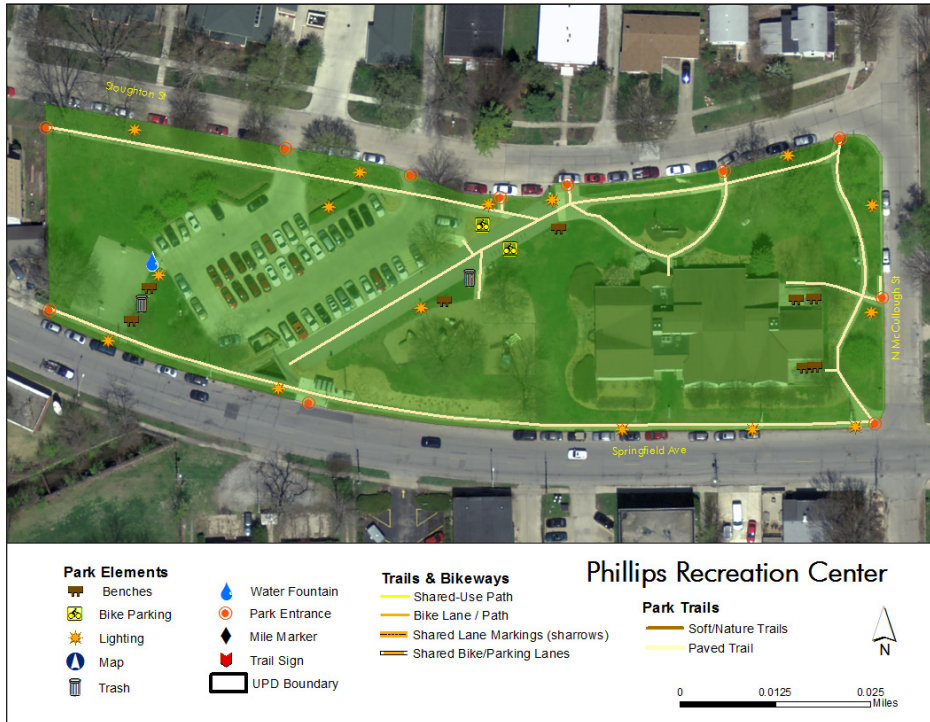 Stoughton St
N McCullough St
Springfield Ave
Phillips Recreation Center
Park Elements
Benches
Bike Parking
Lighting
Map
Trash
Water Fountain
Park Entrance
Mile Marker
Trail Sign
UPD Boundary
Trails & Bikeways
Shared-Use Path
Bike Lane / Path
Shared Lane Markings (sharrows)
Shared Bike/Parking Lanes
Park Trails
Soft/Nature Trails
Paved Trail
N
0 0.0125 0.025
Miles